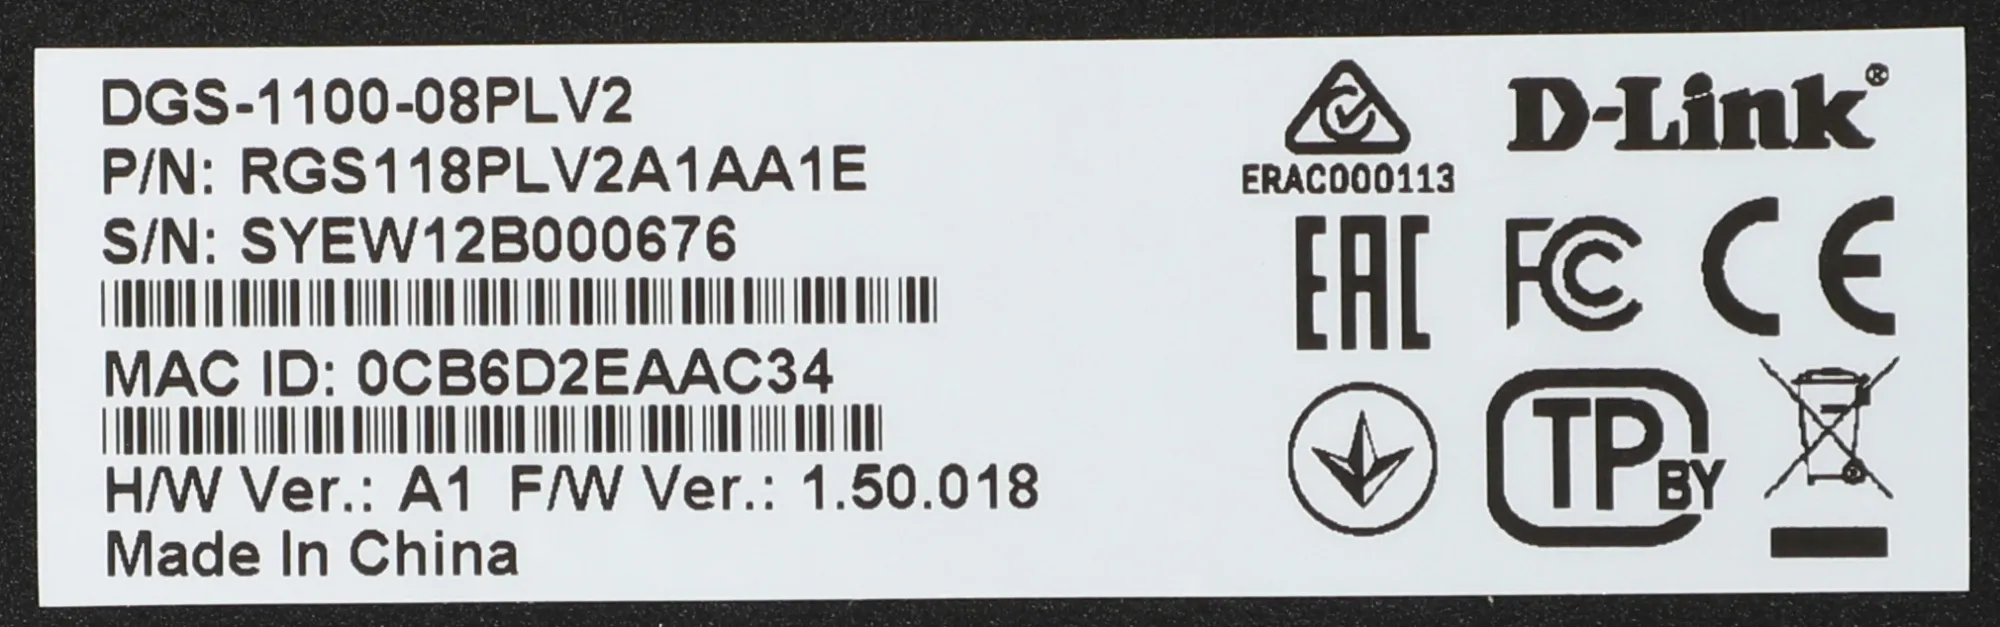 DGS-1100-08PLV2
P/N: RGS118PLV2A1AA1E
S/N: SYEW12B000676
MAC ID: 0CB6D2EAAC34
H/W Ver.: A1 F/W Ver.: 1.50.018
Made In China
ERAC000113
D-Link®
EAC
FC
CE
TP BY